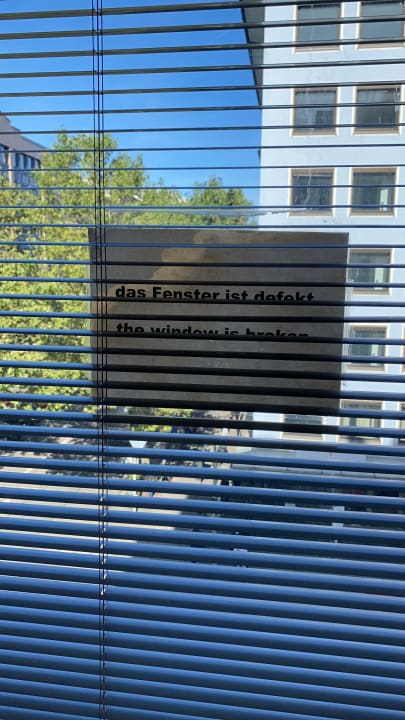 das Fenster ist defekt
the window is broken